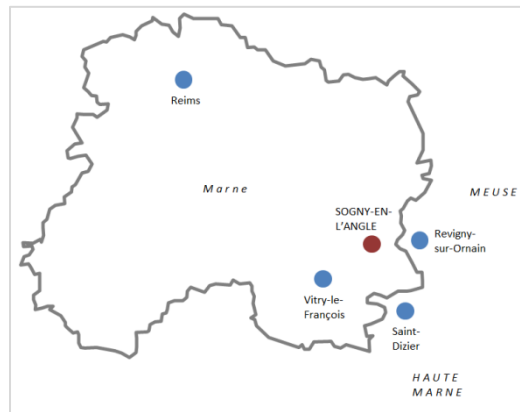 Reims
Marne
MEUSE
SOGNY-EN-
L'ANGLE
Revigny-
sur-Ornain
Vitry-le-
François
Saint-
Dizier
HAUTE
MARNE